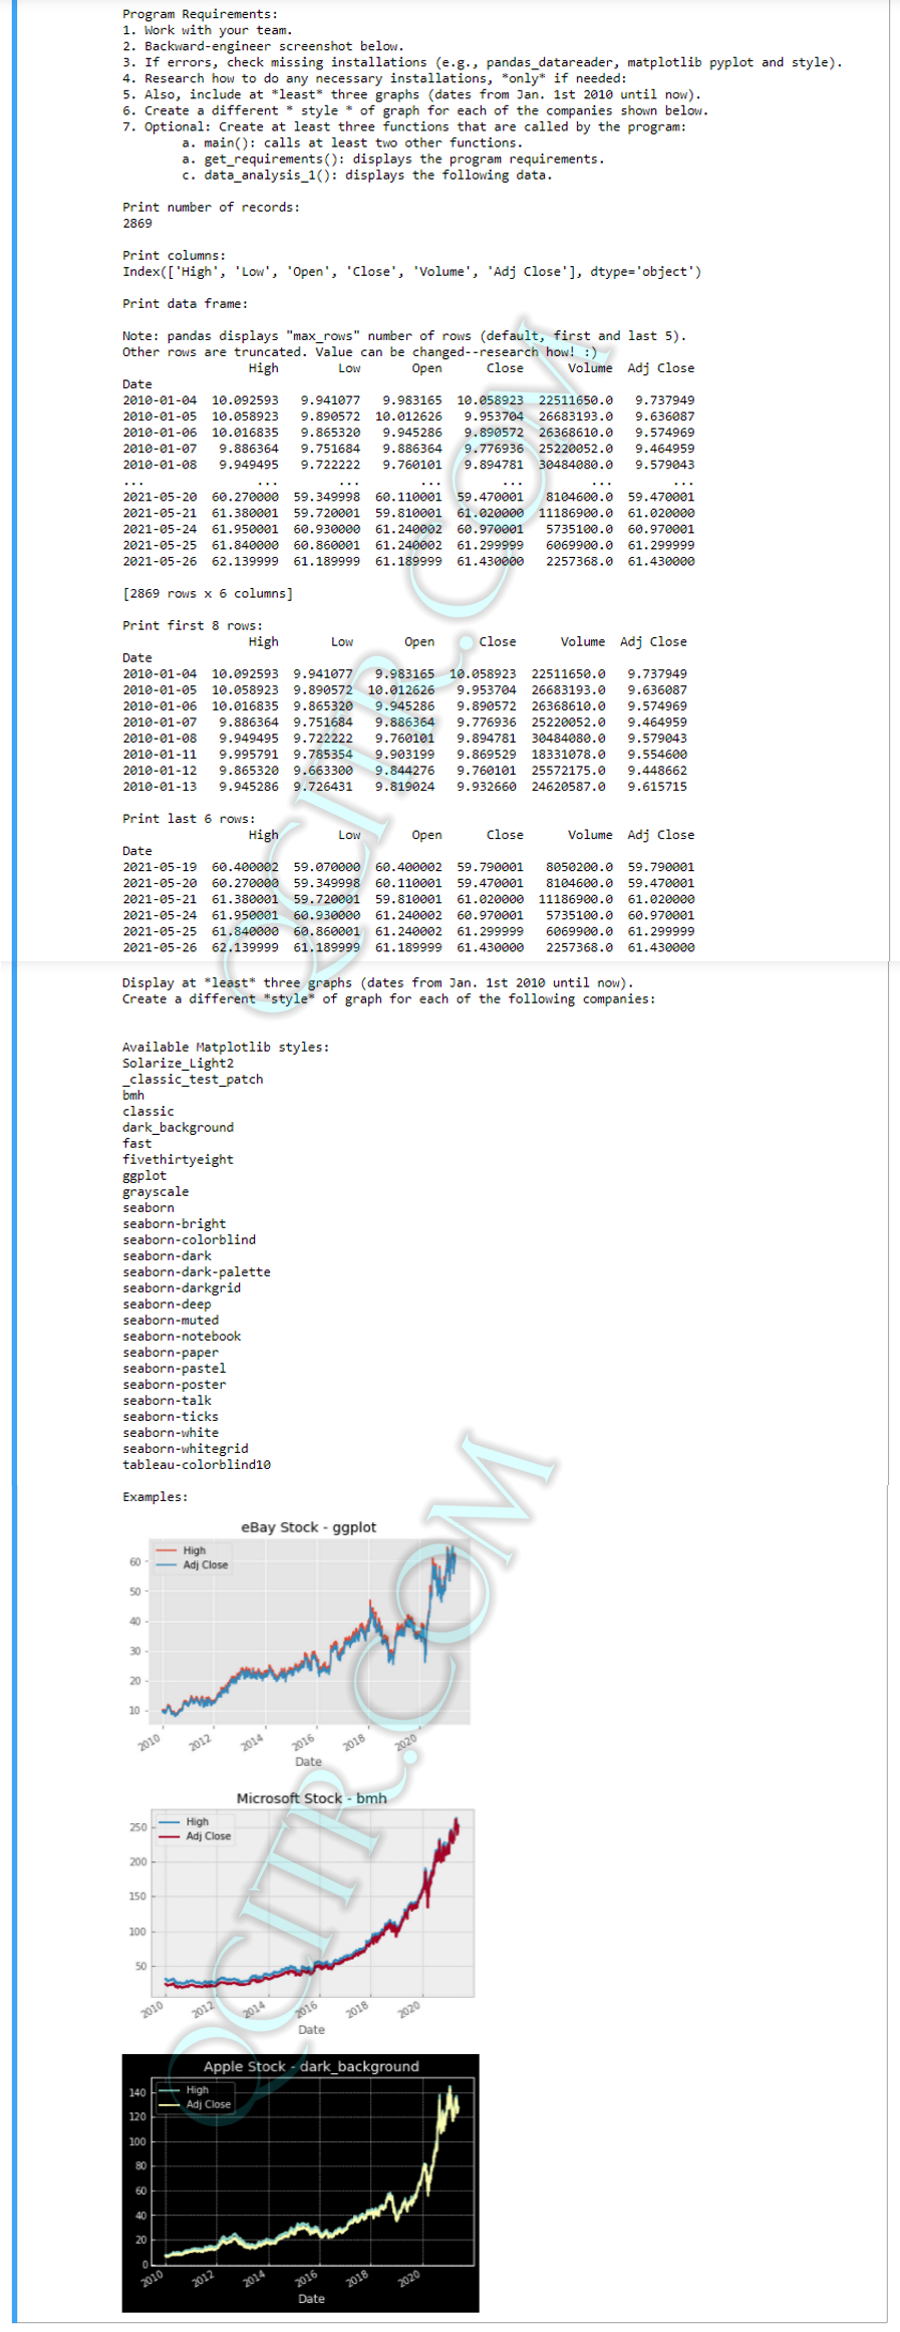 Program Requirements:
1. Work with your team.
2. Backward-engineer screenshot below.
3. If errors, check missing installations (e.g., pandas_datareader, matplotlib pyplot and style).
4. Research how to do any necessary installations, *only* if needed:
5. Also, include at *least* three graphs (dates from Jan. 1st 2010 until now).
6. Create a different * style * of graph for each of the companies shown below.
7. Optional: Create at least three functions that are called by the program:
a. main(): calls at least two other functions.
a. get_requirements(): displays the program requirements.
c. data_analysis_1(): displays the following data.
Print number of records:
2869
Print columns:
Index(['High', 'Low', 'Open', 'Close', 'Volume', 'Adj Close'], dtype='object')
Print data frame:
Note: pandas displays "max_rows" number of rows (default, first and last 5).
Other rows are truncated. Value can be changed--research how! :)
High Low Open Close Volume Adj Close
Date
2010-01-04 10.092593 9.941077 9.983165 10.058923 22511650.0 9.737949
2010-01-05 10.058923 9.890572 10.012626 9.953704 26683193.0 9.636087
2010-01-06 10.016835 9.865320 9.945286 9.890572 26368610.0 9.574969
2010-01-07 9.886364 9.751684 9.886364 9.776936 25220052.0 9.464959
2010-01-08 9.949495 9.722222 9.760101 9.894781 30484080.0 9.579043
... ... ... ... ... ... ...
2021-05-20 60.270000 59.349998 60.110001 59.470001 8104600.0 59.470001
2021-05-21 61.380001 59.720001 59.810001 61.020000 11186900.0 61.020000
2021-05-24 61.950001 60.930000 61.240002 60.970001 5735100.0 60.970001
2021-05-25 61.840000 60.860001 61.240002 61.299999 6069900.0 61.299999
2021-05-26 62.139999 61.189999 61.189999 61.430000 2257368.0 61.430000
[2869 rows x 6 columns]
Print first 8 rows:
High Low Open Close Volume Adj Close
Date
2010-01-04 10.092593 9.941077 9.983165 10.058923 22511650.0 9.737949
2010-01-05 10.058923 9.890572 10.012626 9.953704 26683193.0 9.636087
2010-01-06 10.016835 9.865320 9.945286 9.890572 26368610.0 9.574969
2010-01-07 9.886364 9.751684 9.886364 9.776936 25220052.0 9.464959
2010-01-08 9.949495 9.722222 9.760101 9.894781 30484080.0 9.579043
2010-01-11 9.995791 9.785354 9.903199 9.869529 18331078.0 9.554600
2010-01-12 9.865320 9.663300 9.844276 9.760101 25572175.0 9.448662
2010-01-13 9.945286 9.726431 9.819024 9.932660 24620587.0 9.615715
Print last 6 rows:
High Low Open Close Volume Adj Close
Date
2021-05-19 60.400002 59.070000 60.400002 59.790001 8050200.0 59.790001
2021-05-20 60.270000 59.349998 60.110001 59.470001 8104600.0 59.470001
2021-05-21 61.380001 59.720001 59.810001 61.020000 11186900.0 61.020000
2021-05-24 61.950001 60.930000 61.240002 60.970001 5735100.0 60.970001
2021-05-25 61.840000 60.860001 61.240002 61.299999 6069900.0 61.299999
2021-05-26 62.139999 61.189999 61.189999 61.430000 2257368.0 61.430000
QCITR.COM
Display at *least* three graphs (dates from Jan. 1st 2010 until now).
Create a different *style* of graph for each of the following companies:
Available Matplotlib styles:
Solarize_Light2
_classic_test_patch
bmh
classic
dark_background
fast
fivethirtyeight
ggplot
grayscale
seaborn
seaborn-bright
seaborn-colorblind
seaborn-dark
seaborn-dark-palette
seaborn-darkgrid
seaborn-deep
seaborn-muted
seaborn-notebook
seaborn-paper
seaborn-pastel
seaborn-poster
seaborn-talk
seaborn-ticks
seaborn-white
seaborn-whitegrid
tableau-colorblind10
Examples:
eBay Stock - ggplot
High
Adj Close
60
50
40
30
20
10
2010 2012 2014 2016 2018 2020
Date
Microsoft Stock - bmh
High
Adj Close
250
200
150
100
50
2010 2012 2014 2016 2018 2020
Date
QCITR.COM
Apple Stock - dark_background
High
Adj Close
140
120
100
80
60
40
20
0
2010 2012 2014 2016 2018 2020
Date